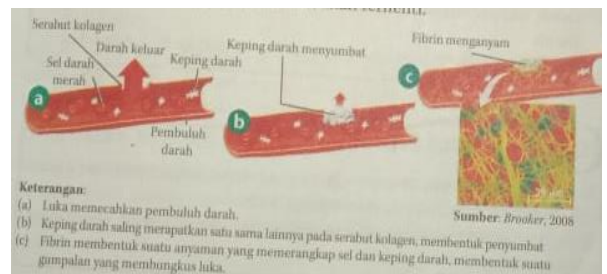 Serabut kolagen
Darah keluar
Sel darah merah
Keping darah
a
Pembuluh darah
Keping darah menyumbat
b
Fibrin menganyam
c
Sumber: Brooker, 2008
Keterangan:
(a) Luka memecahkan pembuluh darah.
(b) Keping darah saling merapatkan satu sama lainnya pada serabut kolagen, membentuk penyumbat
(c) Fibrin membentuk suatu anyaman yang memerangkap sel dan keping darah, membentuk suatu
gumpalan yang membungkus luka.